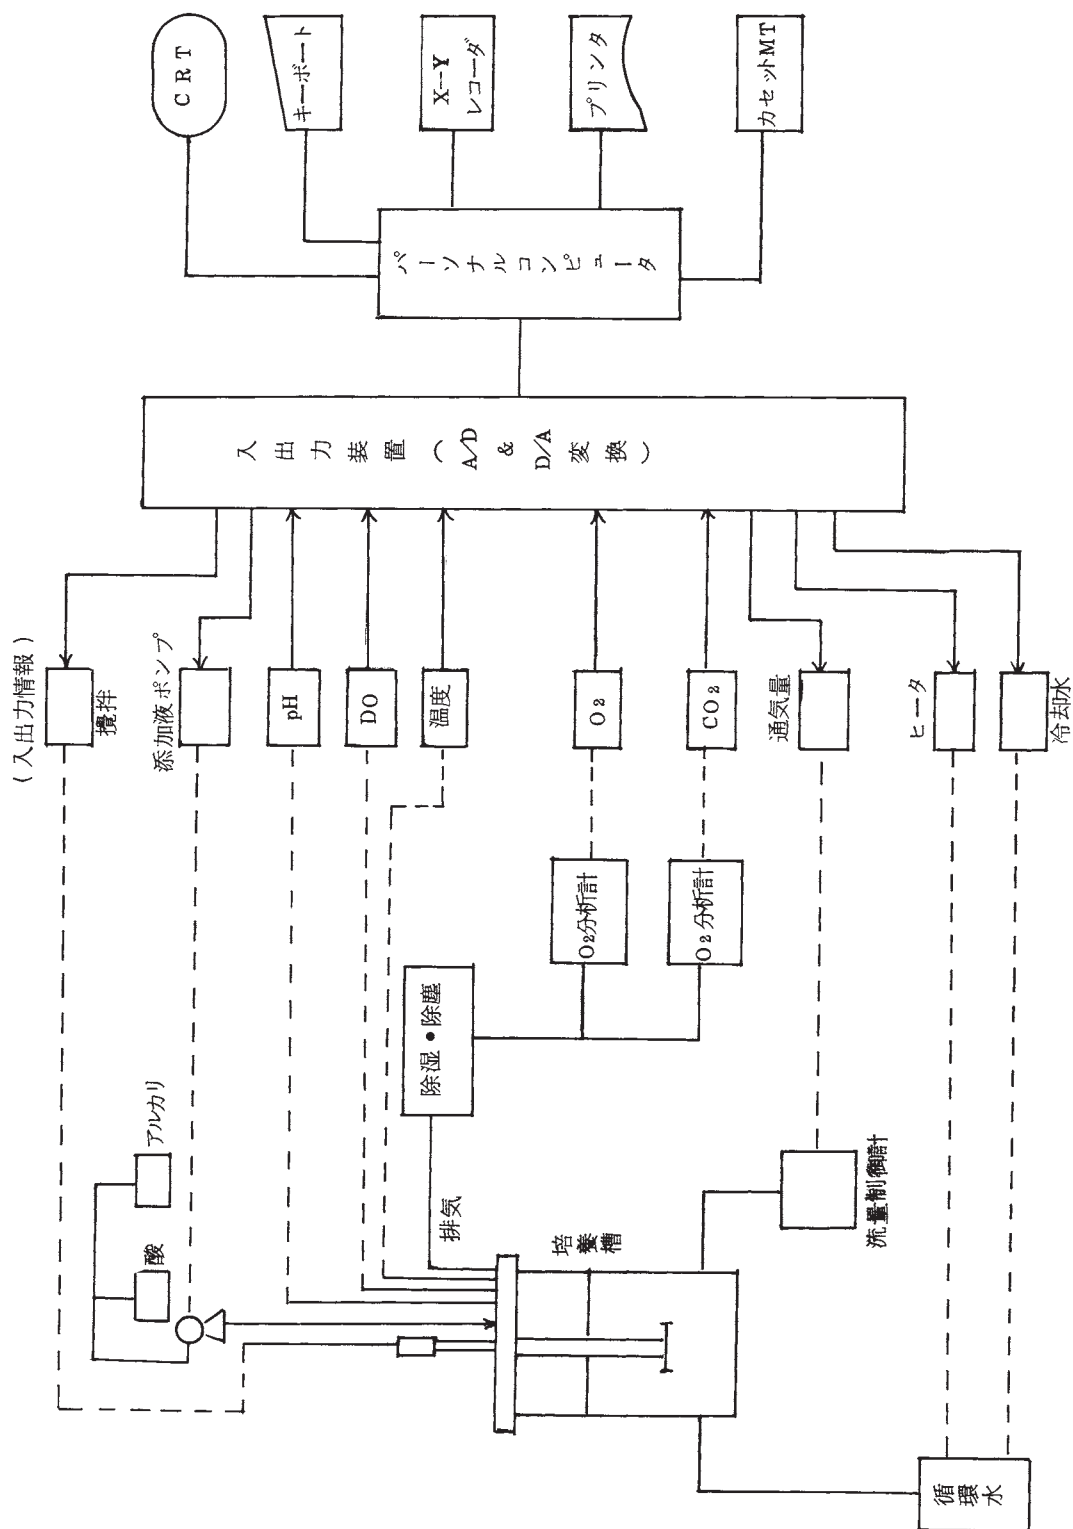 CRT
キーボード
X-Y
レコーダ
プリンタ
カセットMT
パーソナルコンピュータ
入出力装置(A/D & D/A 変換)
(入出力情報)
攪拌
添加液ポンプ
pH
DO
温度
O₂
CO₂
通気量
ヒータ
冷却水
O₂分析計
O₂分析計
除湿・除塵
アルカリ
酸
排気
培養槽
流量制御計
循環水